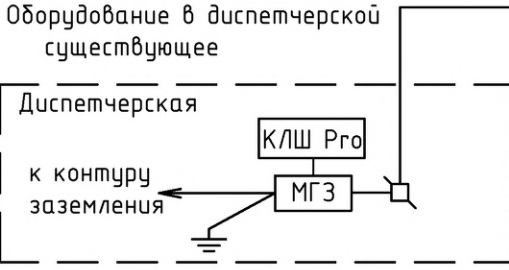 Оборудование в диспетчерской
существующее
Диспетчерская
КЛШ Pro
к контуру
заземления
МГЗ